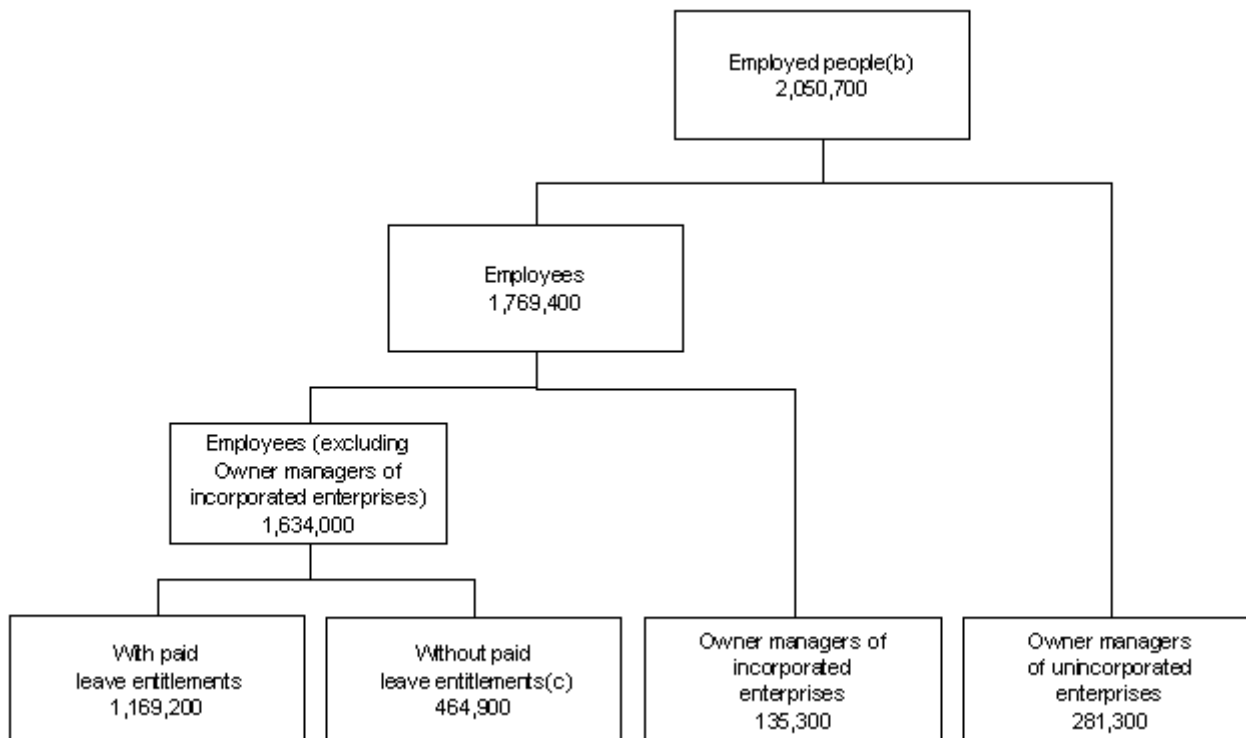 Employed people(b)
2,050,700
Employees
1,769,400
Employees (excluding
Owner managers of
incorporated enterprises)
1,634,000
With paid
leave entitlements
1,169,200
Without paid
leave entitlements(c)
464,900
Owner managers of
incorporated
enterprises
135,300
Owner managers
of unincorporated
enterprises
281,300